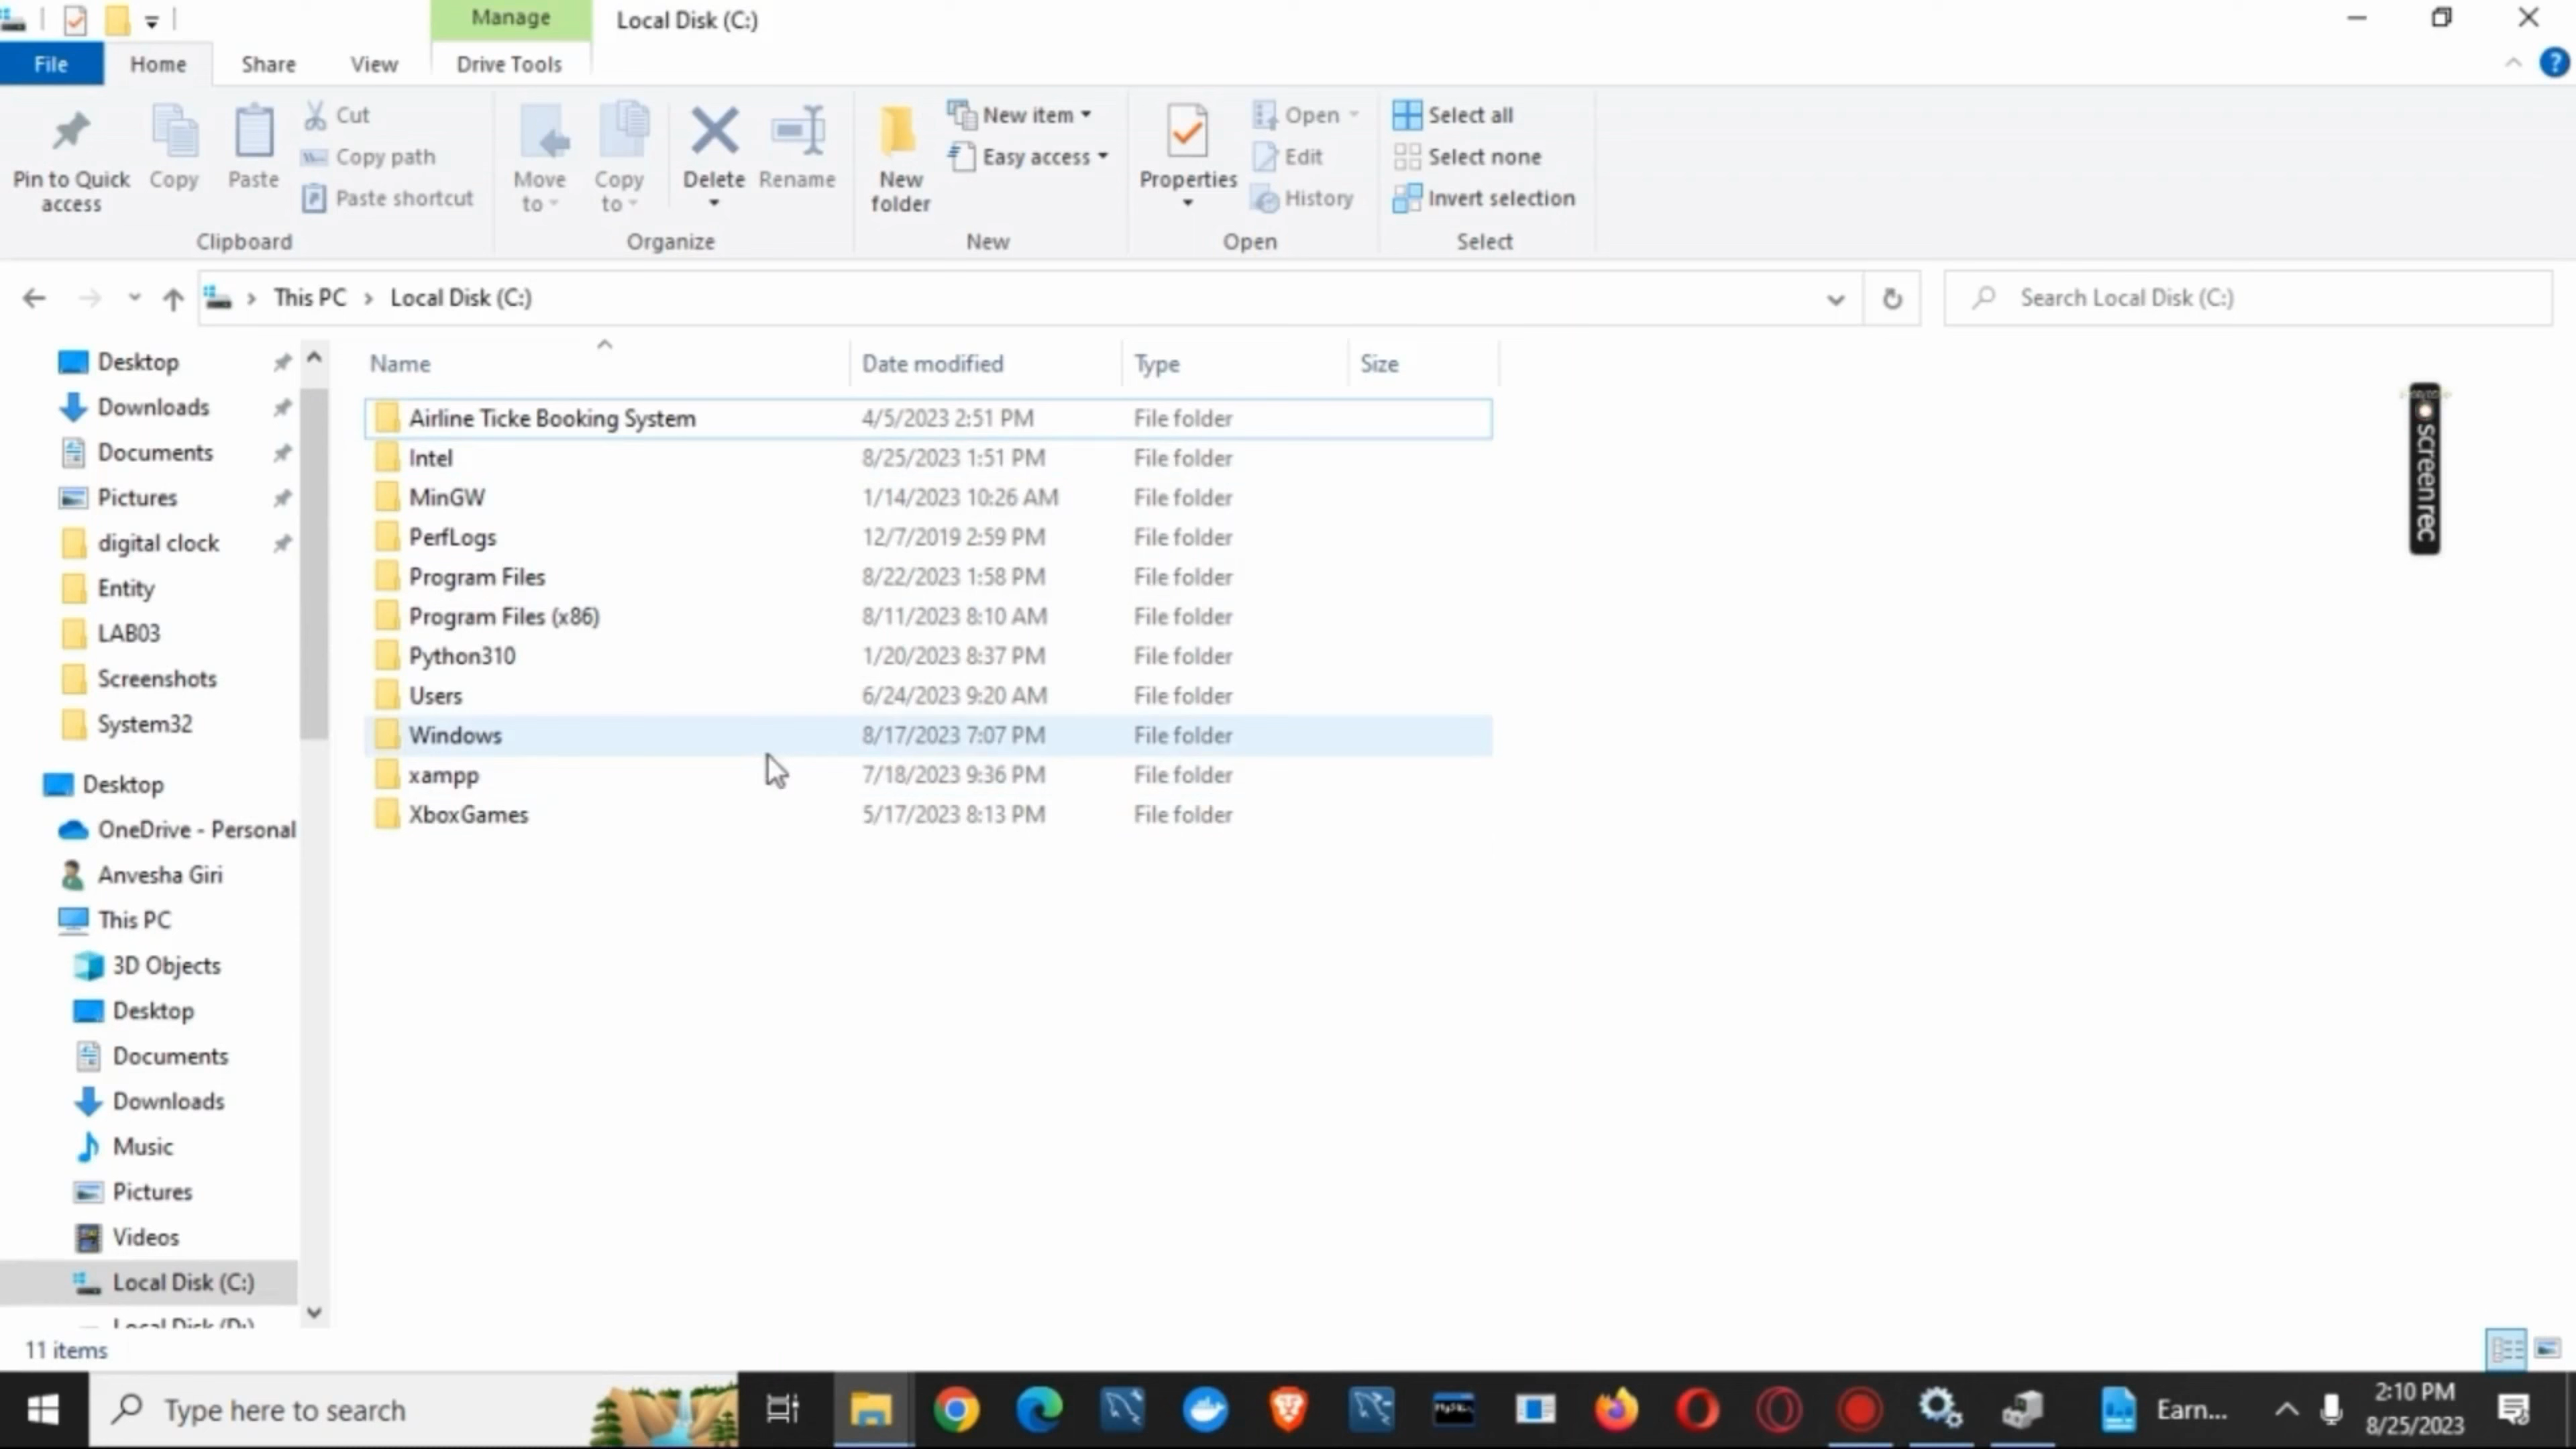 Manage
Local Disk (C:)
File
Home
Share
View
Drive Tools
Pin to Quick access
Copy
Paste
Cut
Copy path
Paste shortcut
Clipboard
Move to
Copy to
Delete
Rename
Organize
New folder
New item
Easy access
New
Properties
Open
Edit
History
Open
Select all
Select none
Invert selection
Select
This PC > Local Disk (C:)
Search Local Disk (C:)
Desktop
Downloads
Documents
Pictures
digital clock
Entity
LAB03
Screenshots
System32
Desktop
OneDrive - Personal
Anvesha Giri
This PC
3D Objects
Desktop
Documents
Downloads
Music
Pictures
Videos
Local Disk (C:)
Local Disk (D:)
Name Date modified Type Size
Airline Ticke Booking System 4/5/2023 2:51 PM File folder
Intel 8/25/2023 1:51 PM File folder
MinGW 1/14/2023 10:26 AM File folder
PerfLogs 12/7/2019 2:59 PM File folder
Program Files 8/22/2023 1:58 PM File folder
Program Files (x86) 8/11/2023 8:10 AM File folder
Python310 1/20/2023 8:37 PM File folder
Users 6/24/2023 9:20 AM File folder
Windows 8/17/2023 7:07 PM File folder
xampp 7/18/2023 9:36 PM File folder
XboxGames 5/17/2023 8:13 PM File folder
screen rec
11 items
Type here to search
Earn...
2:10 PM
8/25/2023